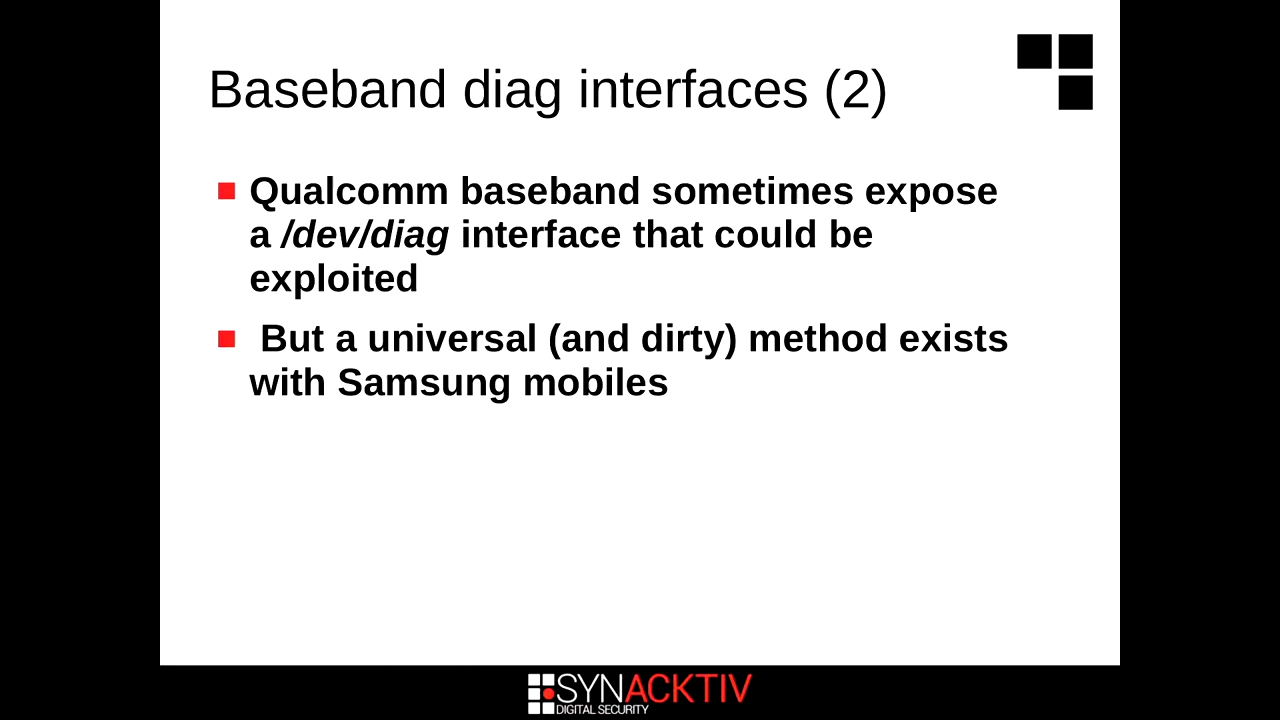 Baseband diag interfaces (2)
Qualcomm baseband sometimes expose
a /dev/diag interface that could be
exploited
But a universal (and dirty) method exists
with Samsung mobiles
SYNACKTIV
DIGITAL SECURITY